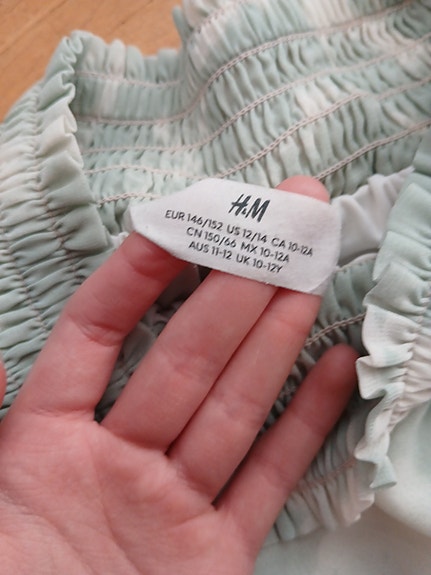 H&M
EUR 146/152 US 12/14 CA 10-12A
CN 150/66 MX 10-12A
AUS 11-12 UK 10-12Y